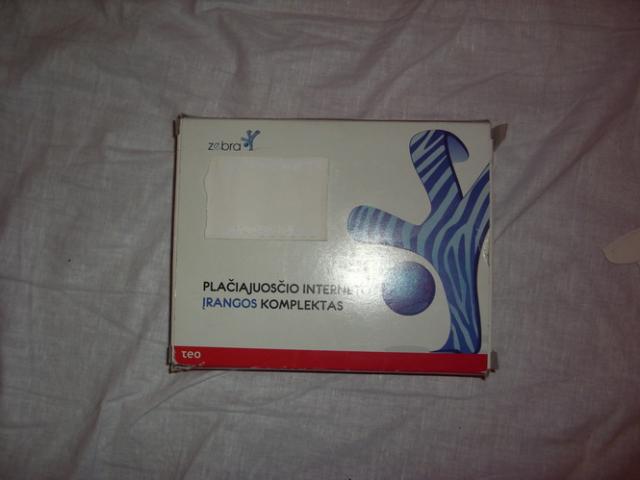 zebra
PLAČIAJUOSČIO INTERNETO
ĮRANGOS KOMPLEKTAS
teo